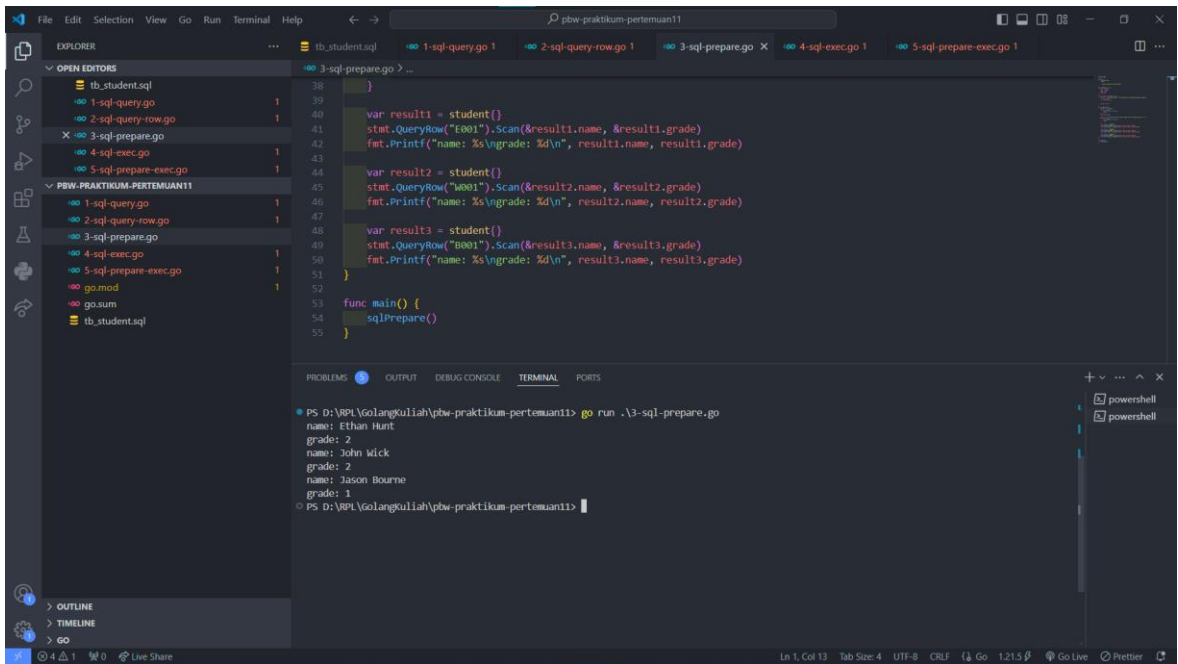 File Edit Selection View Go Run Terminal Help
pbw-praktikum-pertemuan11
EXPLORER
OPEN EDITORS
tb_student.sql
1-sql-query.go 1
2-sql-query-row.go 1
3-sql-prepare.go
4-sql-exec.go 1
5-sql-prepare-exec.go 1
PBW-PRAKTIKUM-PERTEMUAN11
1-sql-query.go 1
2-sql-query-row.go 1
3-sql-prepare.go
4-sql-exec.go 1
5-sql-prepare-exec.go 1
go.mod 1
go.sum
tb_student.sql
OUTLINE
TIMELINE
GO
tb_student.sql 1-sql-query.go 1 2-sql-query-row.go 1 3-sql-prepare.go 4-sql-exec.go 1 5-sql-prepare-exec.go 1
3-sql-prepare.go > ...
38 }
39
40 var result1 = student{}
41 stmt.QueryRow("E001").Scan(&result1.name, &result1.grade)
42 fmt.Printf("name: %s\ngrade: %d\n", result1.name, result1.grade)
43
44 var result2 = student{}
45 stmt.QueryRow("W001").Scan(&result2.name, &result2.grade)
46 fmt.Printf("name: %s\ngrade: %d\n", result2.name, result2.grade)
47
48 var result3 = student{}
49 stmt.QueryRow("B001").Scan(&result3.name, &result3.grade)
50 fmt.Printf("name: %s\ngrade: %d\n", result3.name, result3.grade)
51 }
52
53 func main() {
54 sqlPrepare()
55 }
PROBLEMS 5 OUTPUT DEBUG CONSOLE TERMINAL PORTS
PS D:\RPL\GolangKuliah\pbw-praktikum-pertemuan11> go run .\3-sql-prepare.go
name: Ethan Hunt
grade: 2
name: John Wick
grade: 2
name: Jason Bourne
grade: 1
PS D:\RPL\GolangKuliah\pbw-praktikum-pertemuan11>
powershell
powershell
4 1 0 Live Share
Ln 1, Col 13 Tab Size: 4 UTF-8 CRLF Go 1.21.5 Go Live Prettier